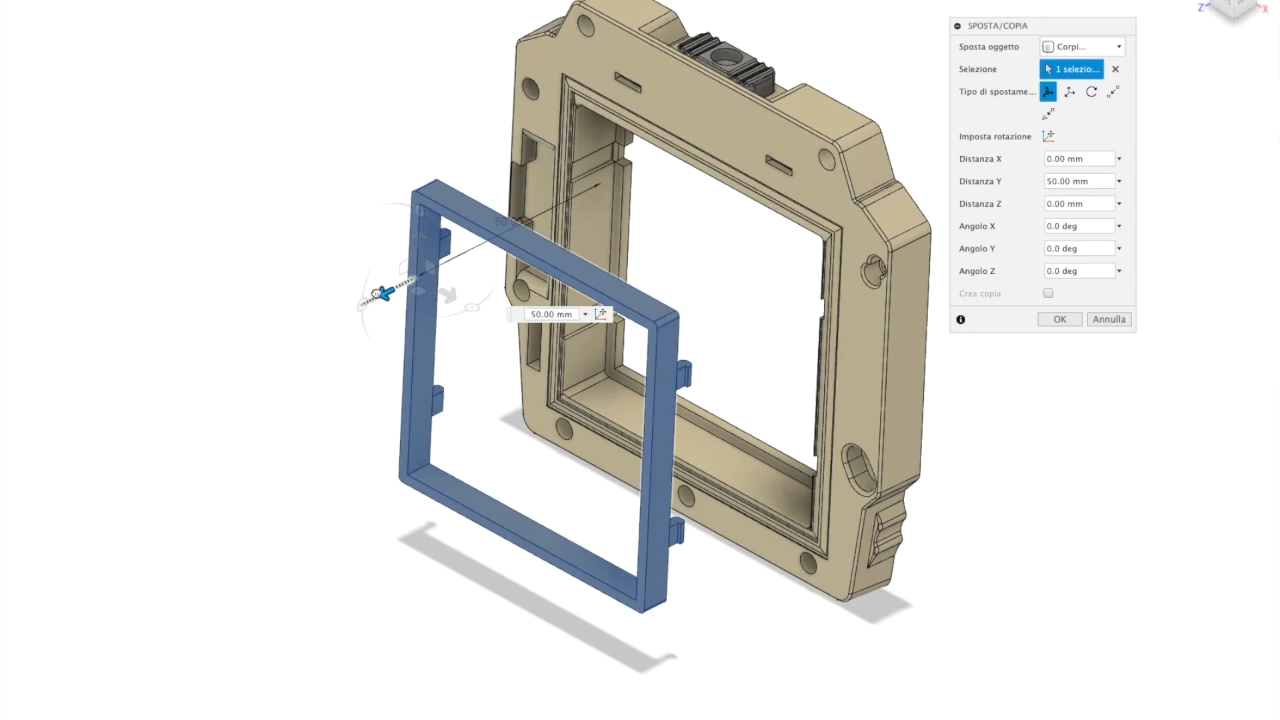 Z
X
SPOSTA/COPIA
Sposta oggetto Corpi...
Selezione 1 selezio...
Tipo di spostame...
Imposta rotazione
Distanza X 0.00 mm
Distanza Y 50.00 mm
Distanza Z 0.00 mm
Angolo X 0.0 deg
Angolo Y 0.0 deg
Angolo Z 0.0 deg
Crea copia
OK Annulla
50.00 mm